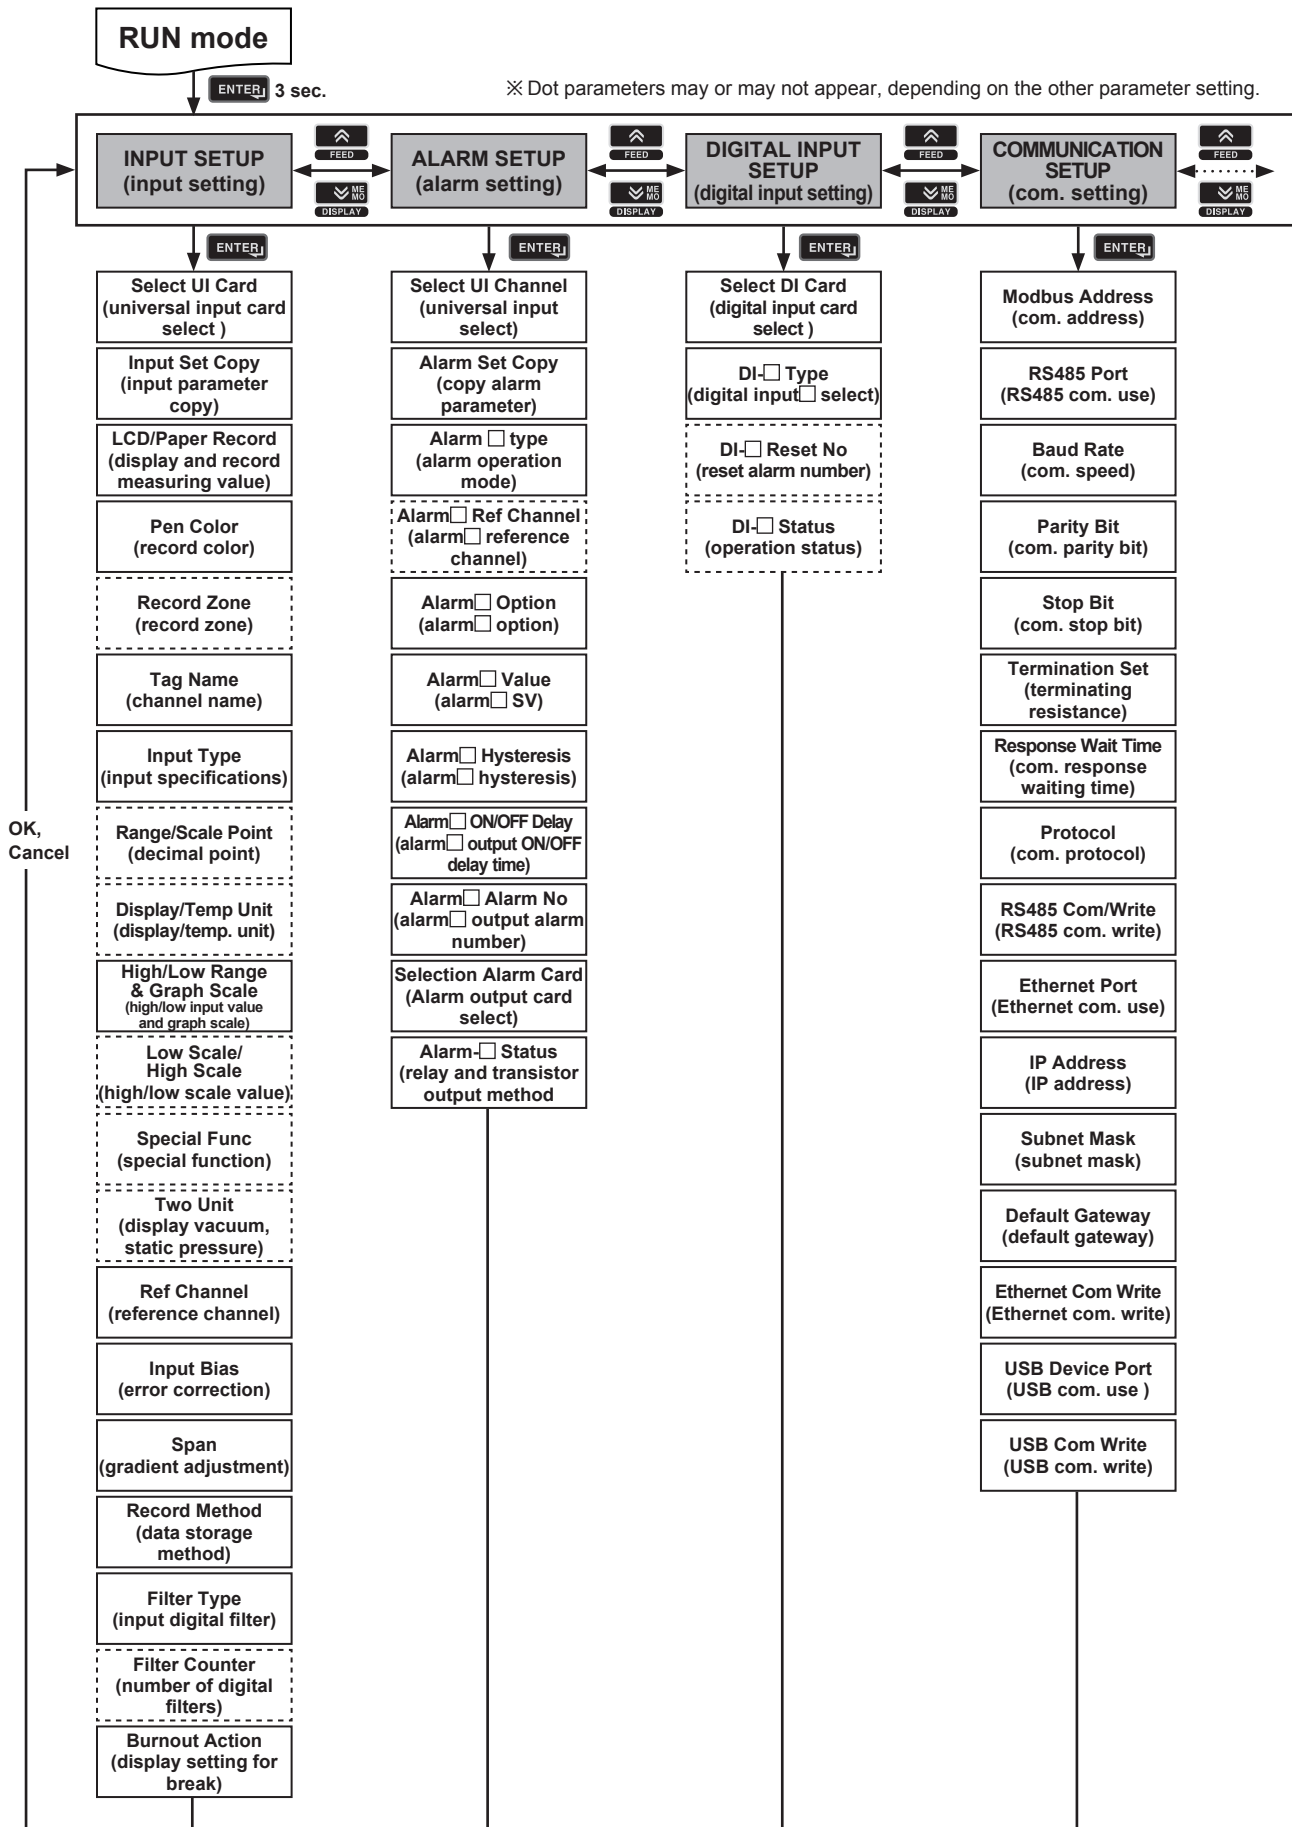 RUN mode
ENTER 3 sec.
※ Dot parameters may or may not appear, depending on the other parameter setting.
INPUT SETUP
(input setting)
FEED
MEMO
DISPLAY
ALARM SETUP
(alarm setting)
FEED
MEMO
DISPLAY
DIGITAL INPUT
SETUP
(digital input setting)
FEED
MEMO
DISPLAY
COMMUNICATION
SETUP
(com. setting)
FEED
MEMO
DISPLAY
OK,
Cancel
ENTER
Select UI Card
(universal input card
select )
Input Set Copy
(input parameter
copy)
LCD/Paper Record
(display and record
measuring value)
Pen Color
(record color)
Record Zone
(record zone)
Tag Name
(channel name)
Input Type
(input specifications)
Range/Scale Point
(decimal point)
Display/Temp Unit
(display/temp. unit)
High/Low Range
& Graph Scale
(high/low input value
and graph scale)
Low Scale/
High Scale
(high/low scale value)
Special Func
(special function)
Two Unit
(display vacuum,
static pressure)
Ref Channel
(reference channel)
Input Bias
(error correction)
Span
(gradient adjustment)
Record Method
(data storage
method)
Filter Type
(input digital filter)
Filter Counter
(number of digital
filters)
Burnout Action
(display setting for
break)
ENTER
Select UI Channel
(universal input
select)
Alarm Set Copy
(copy alarm
parameter)
Alarm □ type
(alarm operation
mode)
Alarm□ Ref Channel
(alarm□ reference
channel)
Alarm□ Option
(alarm□ option)
Alarm□ Value
(alarm□ SV)
Alarm□ Hysteresis
(alarm□ hysteresis)
Alarm□ ON/OFF Delay
(alarm□ output ON/OFF
delay time)
Alarm□ Alarm No
(alarm□ output alarm
number)
Selection Alarm Card
(Alarm output card
select)
Alarm-□ Status
(relay and transistor
output method
ENTER
Select DI Card
(digital input card
select )
DI-□ Type
(digital input□ select)
DI-□ Reset No
(reset alarm number)
DI-□ Status
(operation status)
ENTER
Modbus Address
(com. address)
RS485 Port
(RS485 com. use)
Baud Rate
(com. speed)
Parity Bit
(com. parity bit)
Stop Bit
(com. stop bit)
Termination Set
(terminating
resistance)
Response Wait Time
(com. response
waiting time)
Protocol
(com. protocol)
RS485 Com/Write
(RS485 com. write)
Ethernet Port
(Ethernet com. use)
IP Address
(IP address)
Subnet Mask
(subnet mask)
Default Gateway
(default gateway)
Ethernet Com Write
(Ethernet com. write)
USB Device Port
(USB com. use )
USB Com Write
(USB com. write)